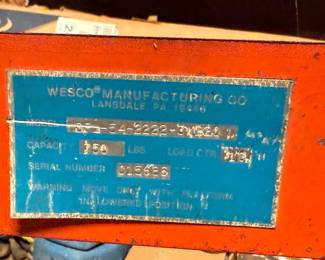 WESCO® MANUFACTURING CO
LANSDALE PA 19446
MODEL
CAPACITY 750 LBS LOAD CTR
SERIAL NUMBER 015686
WARNING MOVE ONLY WITH PLATFORM
IN LOWERED POSITION